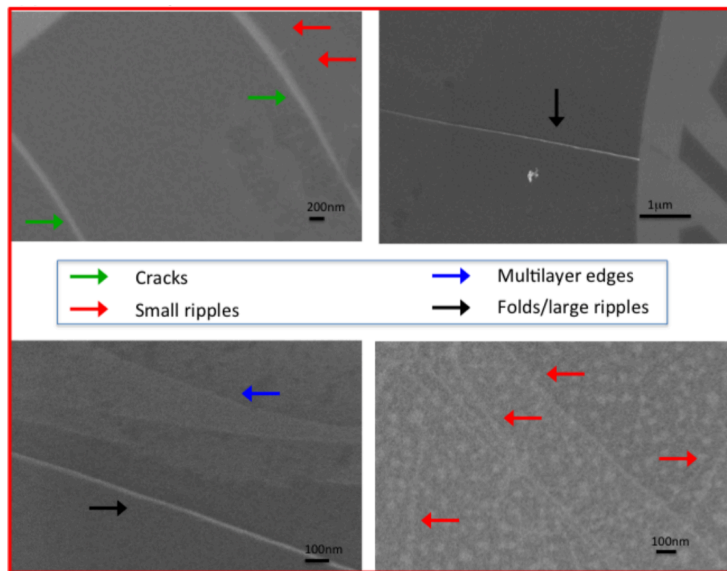 200nm
1μm
Cracks
Multilayer edges
Small ripples
Folds/large ripples
100nm
100nm